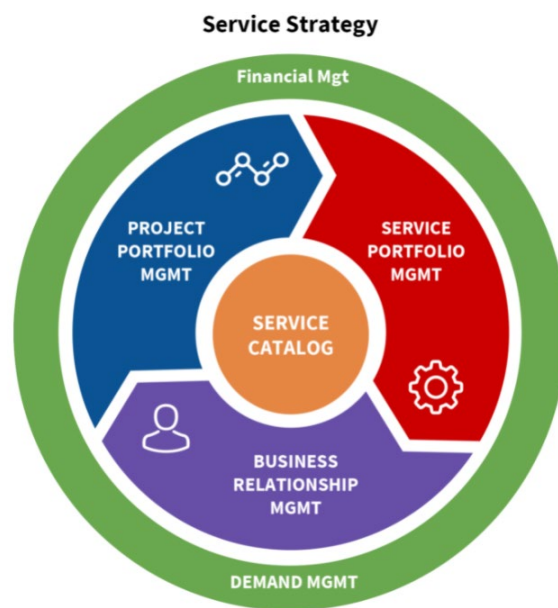 Service Strategy
Financial Mgt
PROJECT
PORTFOLIO
MGMT
SERVICE
PORTFOLIO
MGMT
SERVICE
CATALOG
BUSINESS
RELATIONSHIP
MGMT
DEMAND MGMT